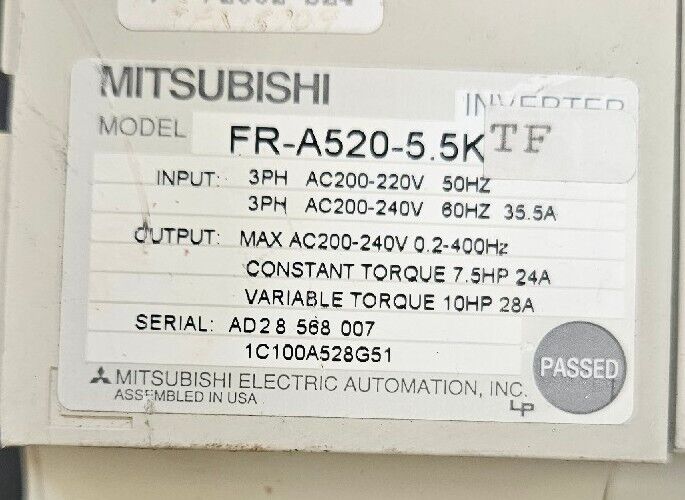 MITSUBISHI
INVERTER
MODEL FR-A520-5.5K TF
INPUT: 3PH AC200-220V 50HZ
3PH AC200-240V 60HZ 35.5A
OUTPUT: MAX AC200-240V 0.2-400Hz
CONSTANT TORQUE 7.5HP 24A
VARIABLE TORQUE 10HP 28A
SERIAL: AD28 568 007
1C100A528G51
PASSED
MITSUBISHI ELECTRIC AUTOMATION, INC.
ASSEMBLED IN USA
LP